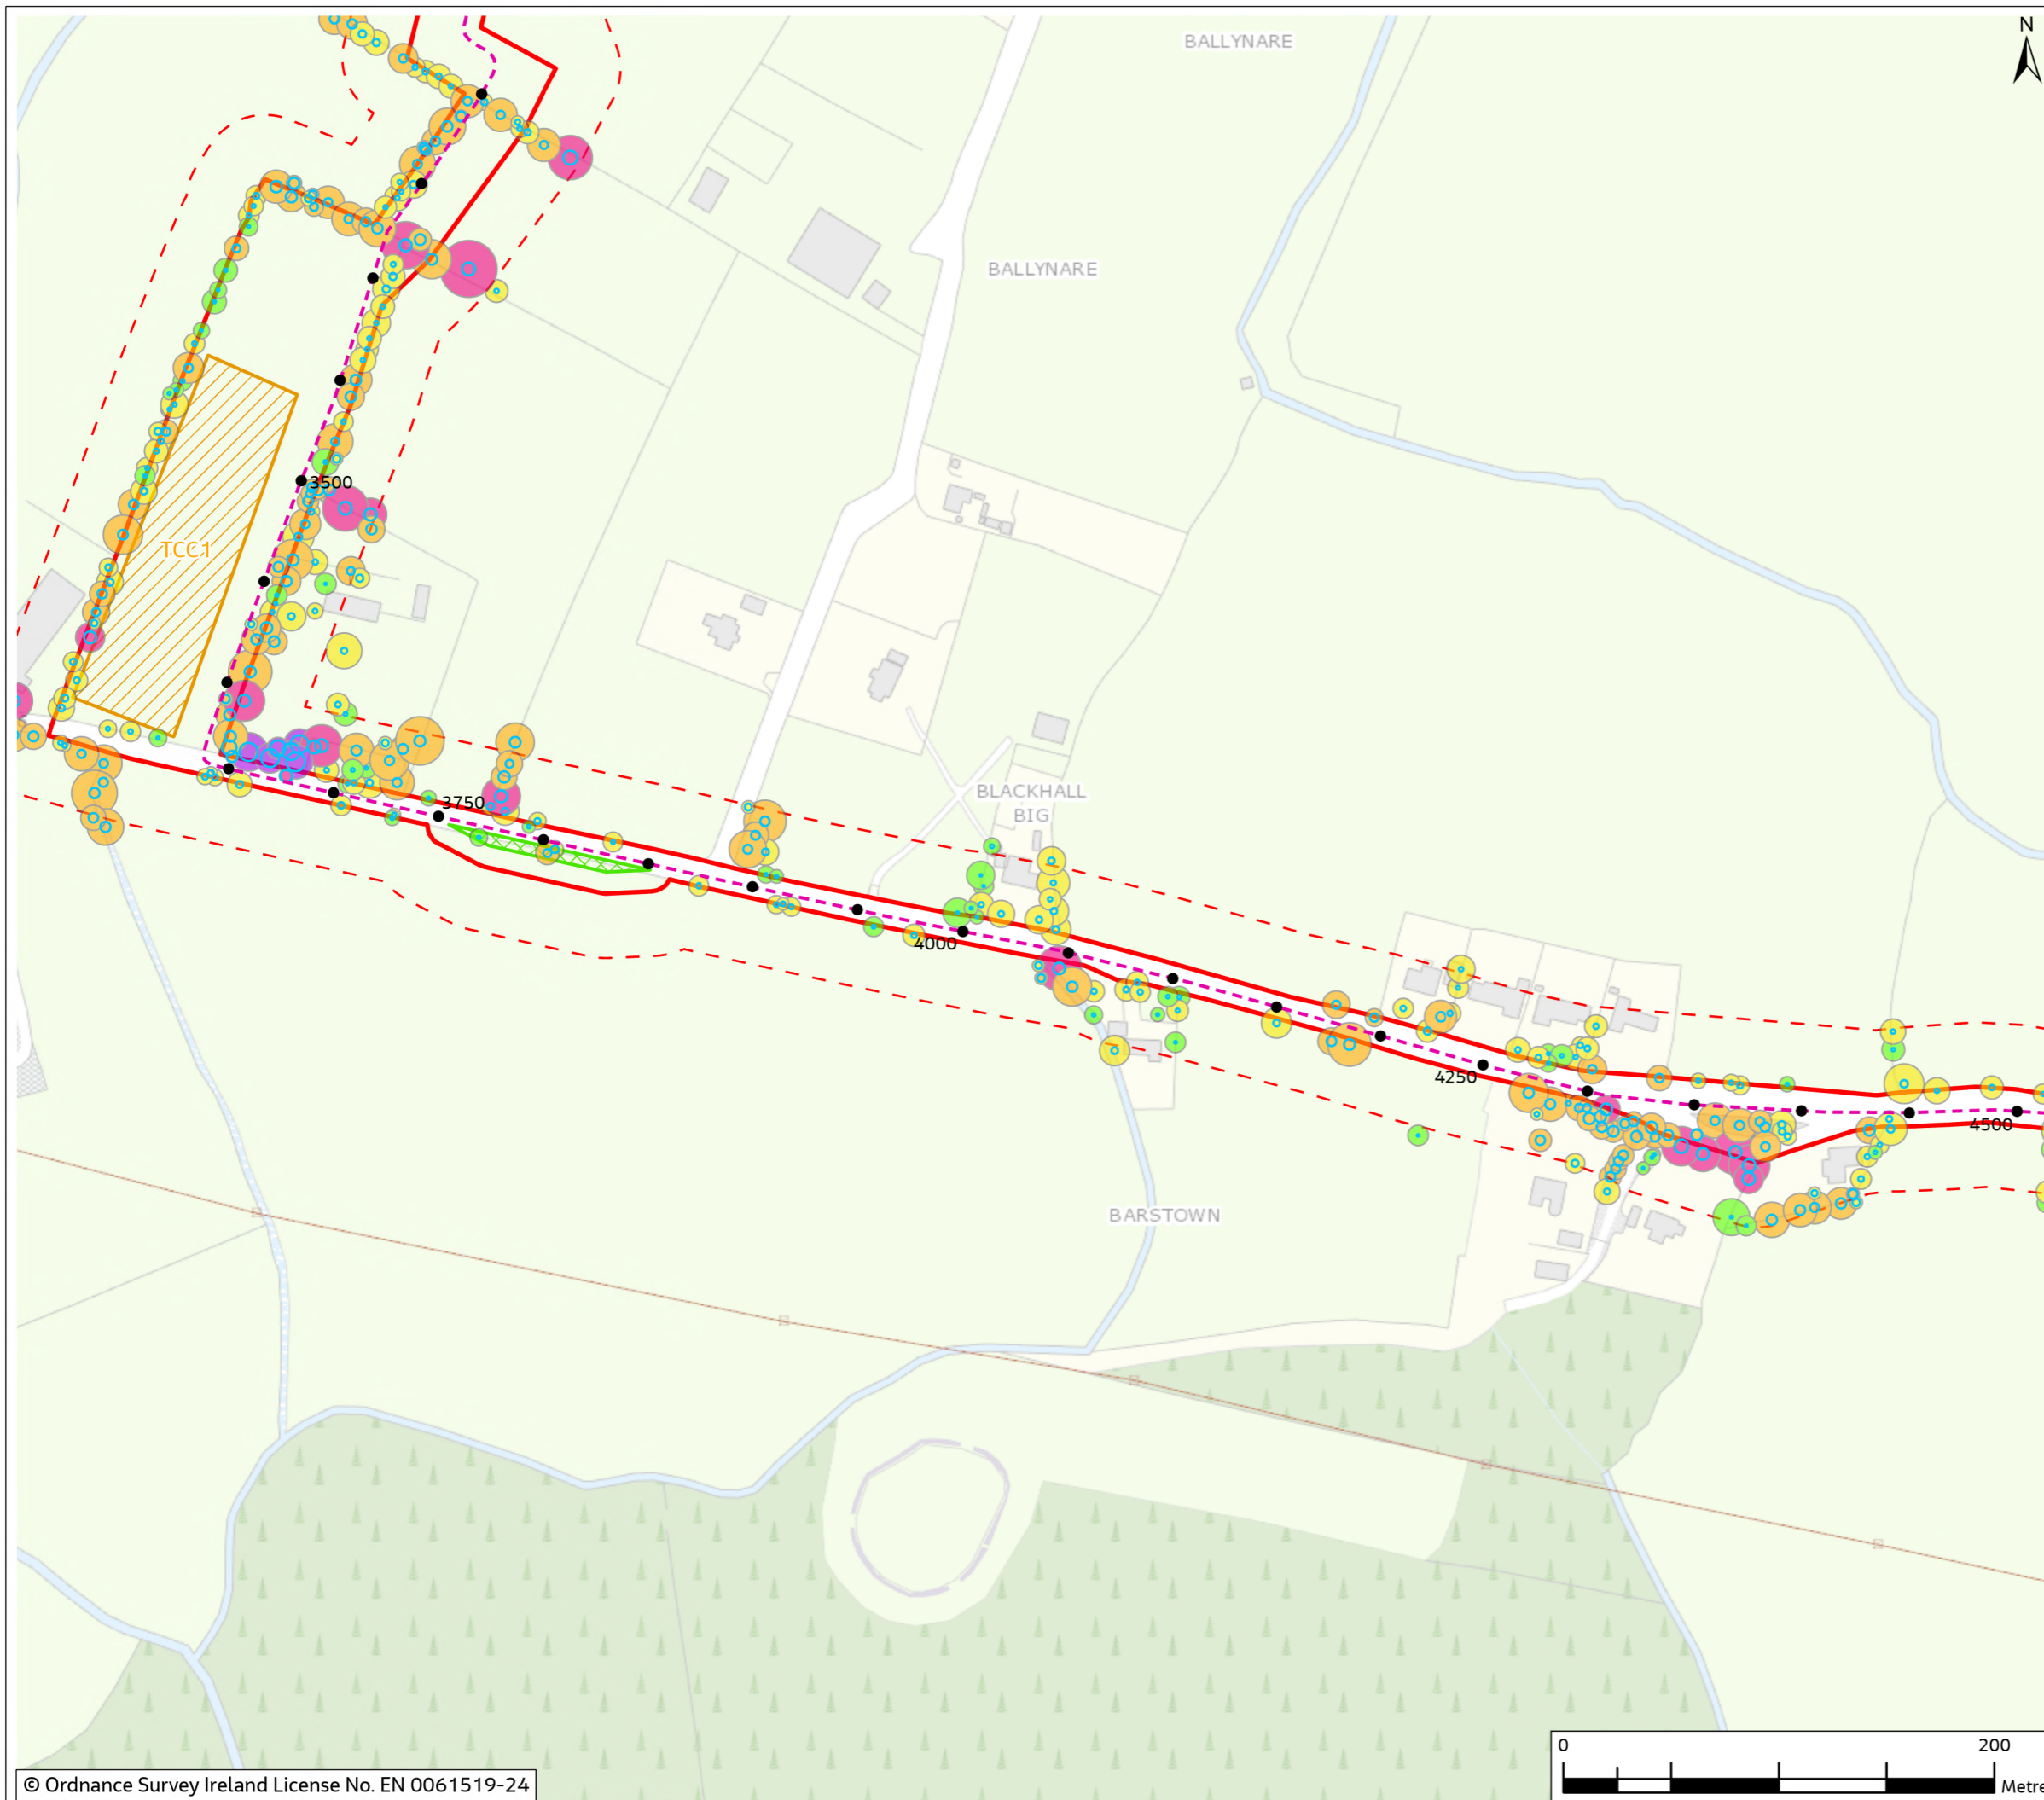 N
BALLYNARE
BALLYNARE
3500
TCC1
BLACKHALL
BIG
3750
4000
4250
4500
BARSTOWN
0 200
Metre
© Ordnance Survey Ireland License No. EN 0061519-24